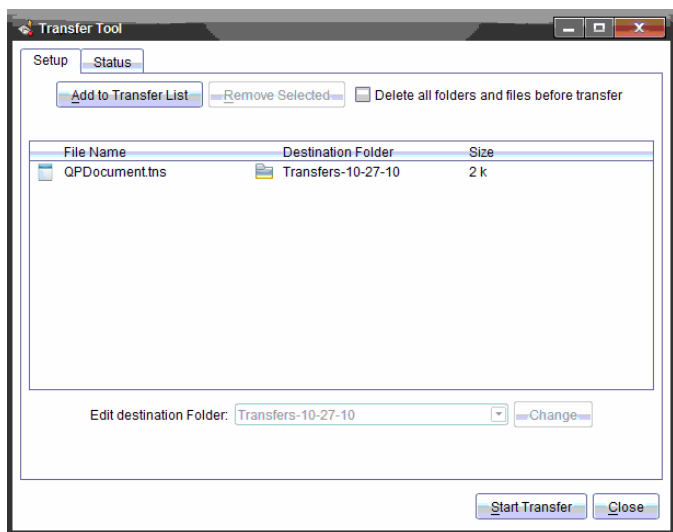 Transfer Tool
Setup Status
Add to Transfer List Remove Selected Delete all folders and files before transfer
File Name Destination Folder Size
QPDocument.tns Transfers-10-27-10 2 k
Edit destination Folder: Transfers-10-27-10 Change
Start Transfer Close